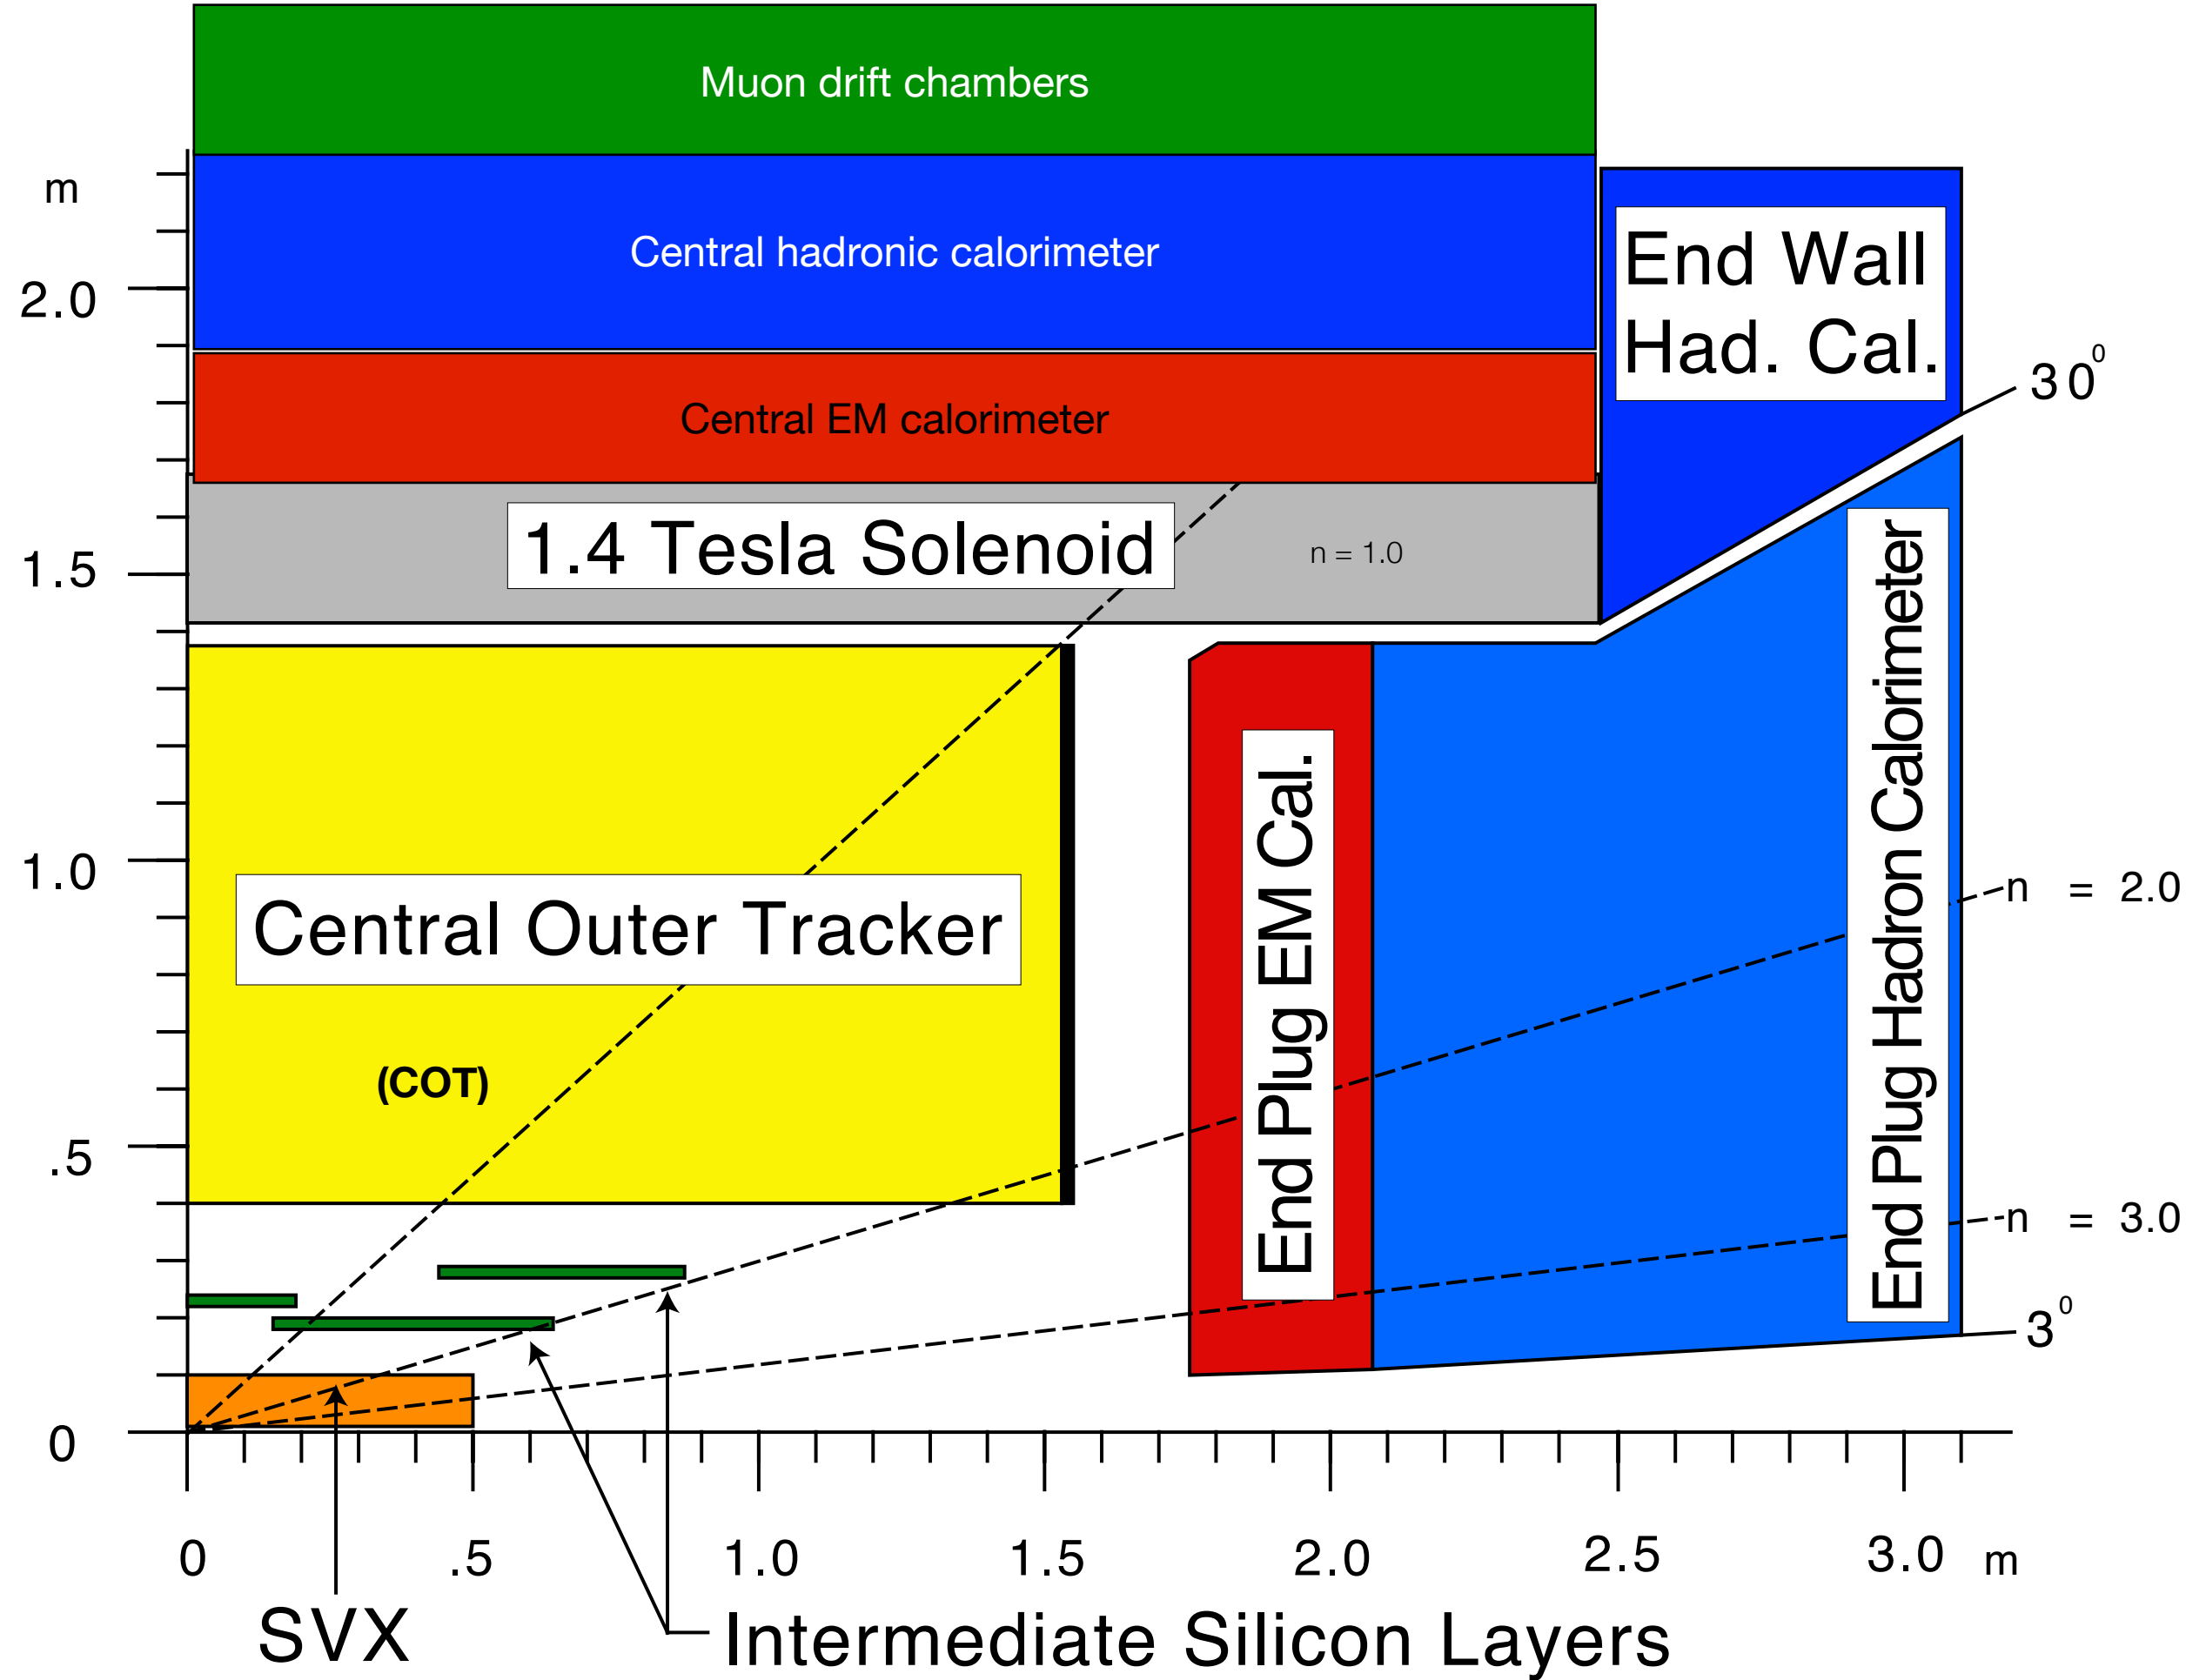 Muon drift chambers
m
Central hadronic calorimeter
End Wall
Had. Cal.
2.0
30⁰
Central EM calorimeter
1.4 Tesla Solenoid
n = 1.0
1.5
End Plug EM Cal.
End Plug Hadron Calorimeter
1.0
n = 2.0
Central Outer Tracker
(COT)
.5
n = 3.0
3⁰
0
0 .5 1.0 1.5 2.0 2.5 3.0 m
SVX
Intermediate Silicon Layers